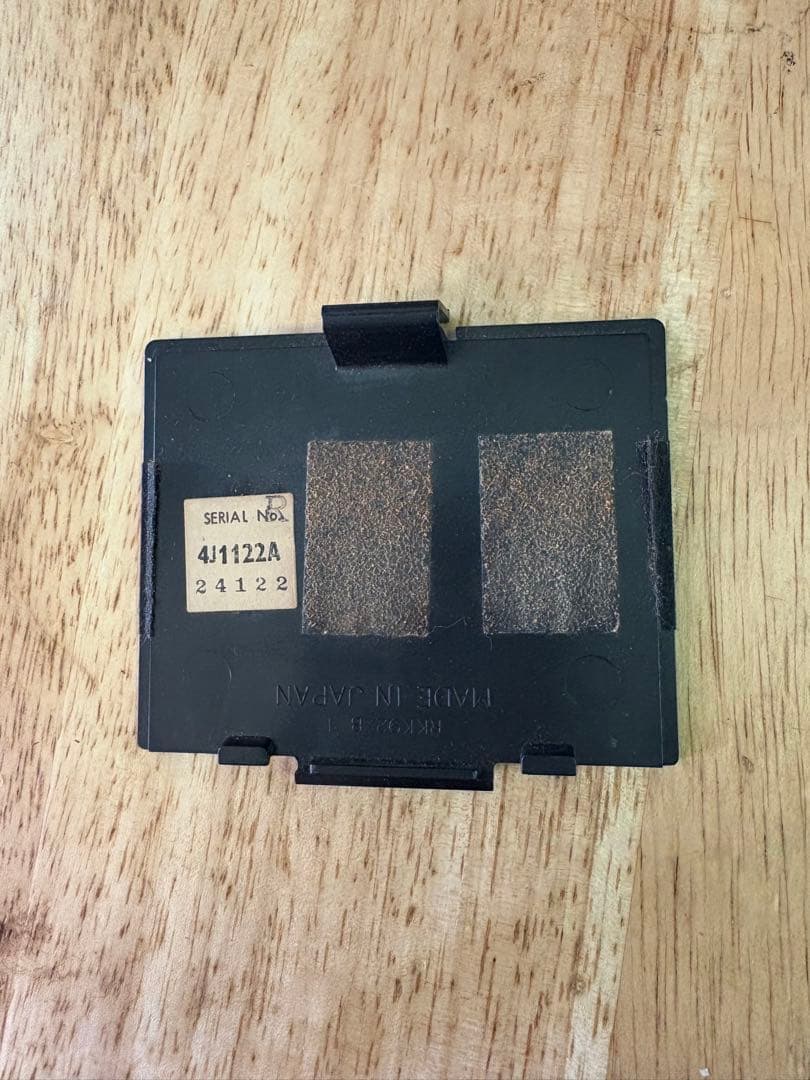 SERIAL No.
R
4J1122A
24122
MADE IN JAPAN